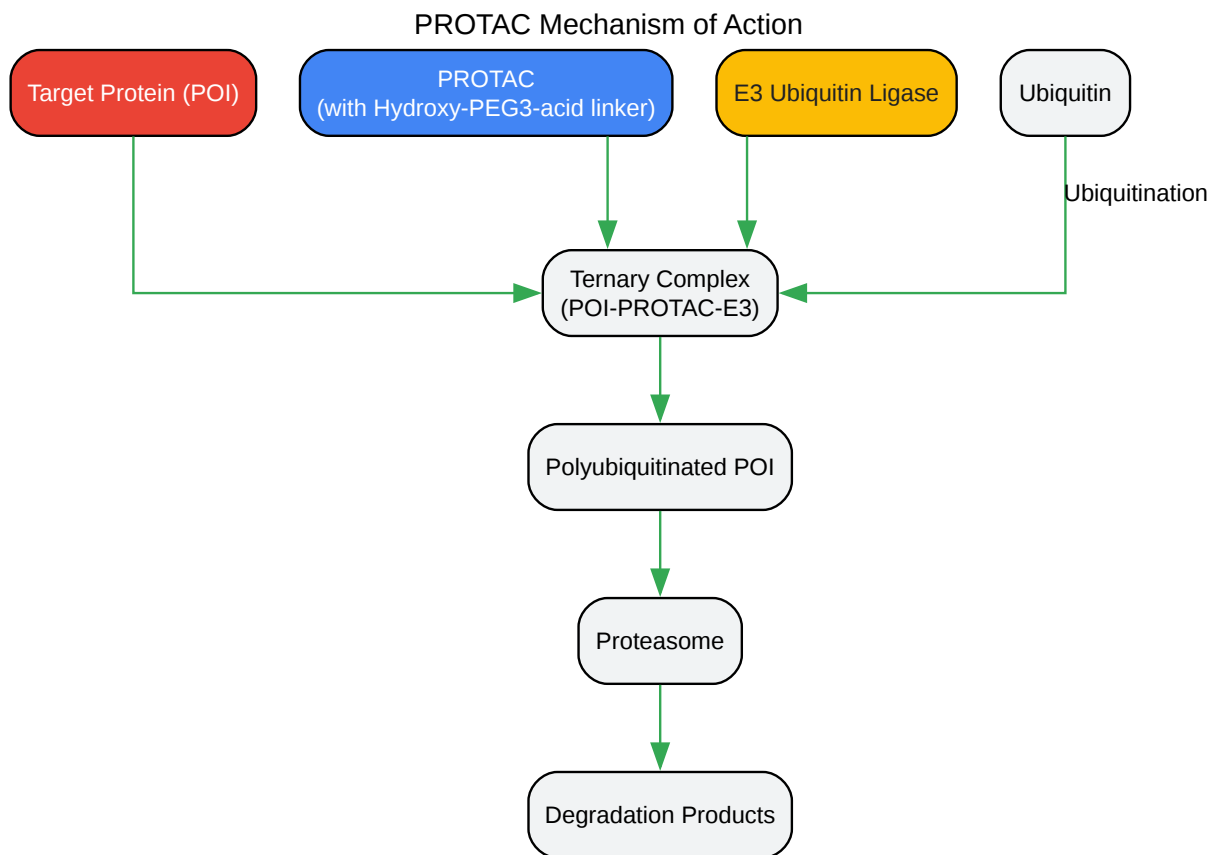 PROTAC Mechanism of Action
Target Protein (POI)
PROTAC
(with Hydroxy-PEG3-acid linker)
E3 Ubiquitin Ligase
Ubiquitin
Ubiquitination
Ternary Complex
(POI-PROTAC-E3)
Polyubiquitinated POI
Proteasome
Degradation Products